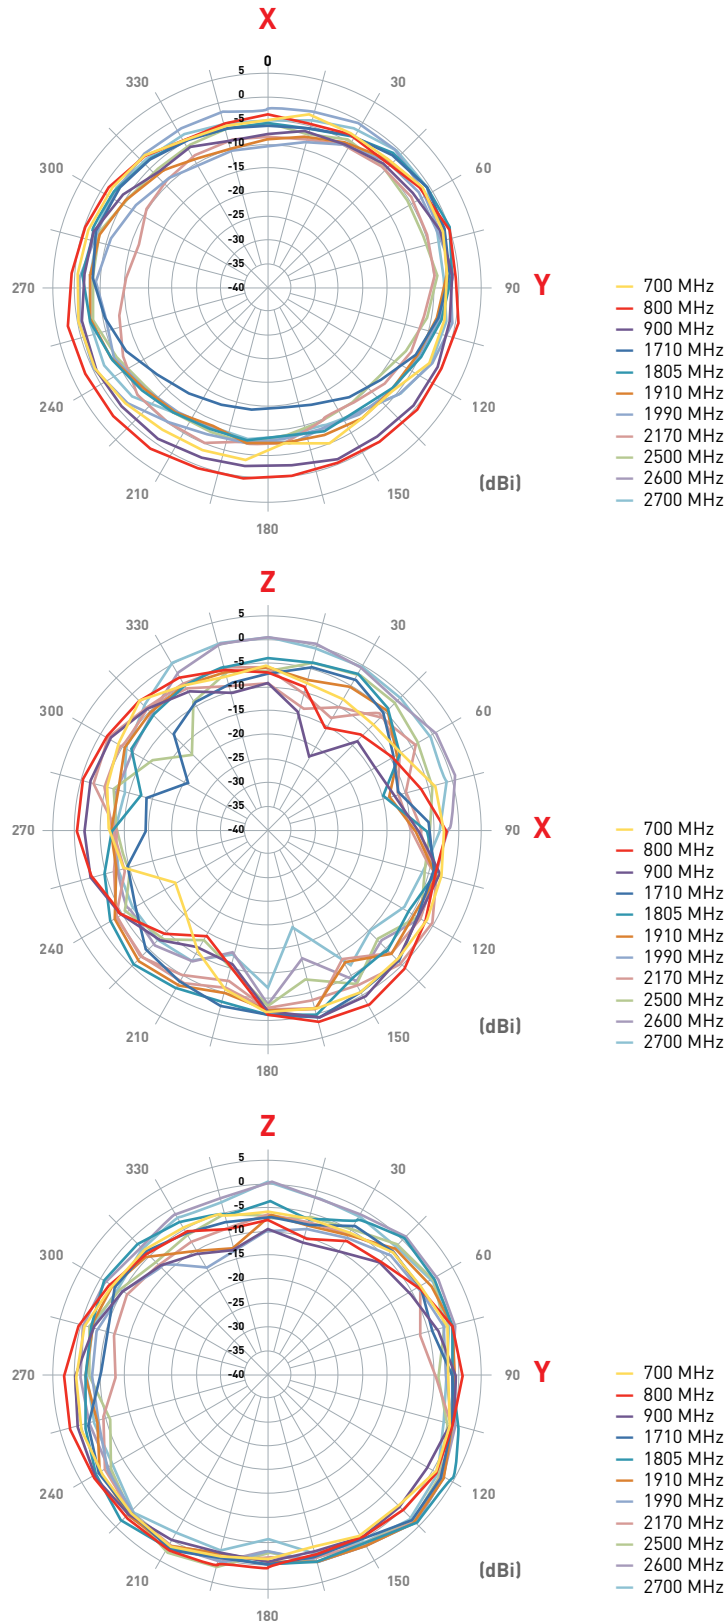 X
0
5
330
30
0
-5
-10
-15
300
60
-20
-25
-30
-35
-40
270
90
Y
240
120
210
150
(dBi)
180
700 MHz
800 MHz
900 MHz
1710 MHz
1805 MHz
1910 MHz
1990 MHz
2170 MHz
2500 MHz
2600 MHz
2700 MHz
Z
5
330
30
0
-5
-10
-15
300
60
-20
-25
-30
-35
-40
270
90
X
240
120
210
150
(dBi)
180
700 MHz
800 MHz
900 MHz
1710 MHz
1805 MHz
1910 MHz
1990 MHz
2170 MHz
2500 MHz
2600 MHz
2700 MHz
Z
5
330
30
0
-5
-10
-15
300
60
-20
-25
-30
-35
-40
270
90
Y
240
120
210
150
(dBi)
180
700 MHz
800 MHz
900 MHz
1710 MHz
1805 MHz
1910 MHz
1990 MHz
2170 MHz
2500 MHz
2600 MHz
2700 MHz